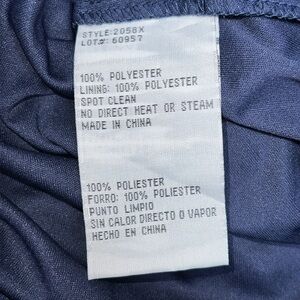 STYLE: 2058X
LOT#: 60957
100% POLYESTER
LINING: 100% POLYESTER
SPOT CLEAN
NO DIRECT HEAT OR STEAM
MADE IN CHINA
100% POLIESTER
FORRO: 100% POLIESTER
PUNTO LIMPIO
SIN CALOR DIRECTO O VAPOR
HECHO EN CHINA